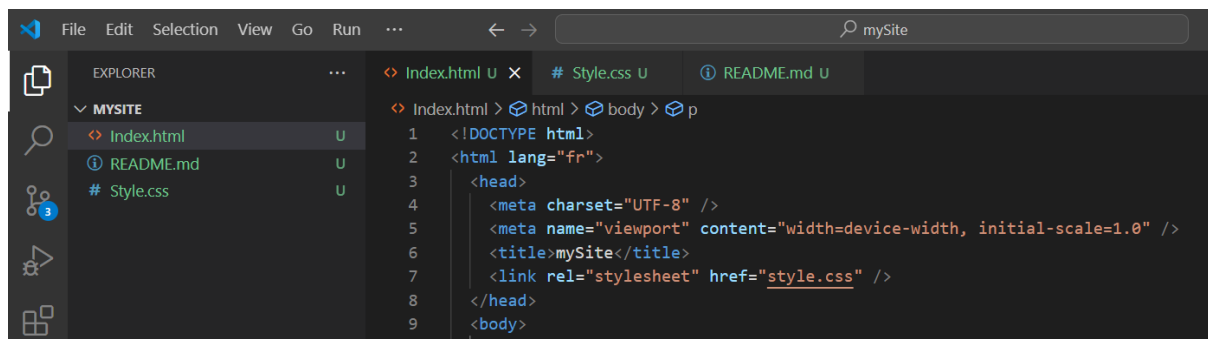 File Edit Selection View Go Run ··· ← → mySite
EXPLORER ···
MYSITE
Index.html U
README.md U
# Style.css U
3
<> Index.html U X # Style.css U README.md U
<> Index.html > html > body > p
1 <!DOCTYPE html>
2 <html lang="fr">
3 <head>
4 <meta charset="UTF-8" />
5 <meta name="viewport" content="width=device-width, initial-scale=1.0" />
6 <title>mySite</title>
7 <link rel="stylesheet" href="style.css" />
8 </head>
9 <body>